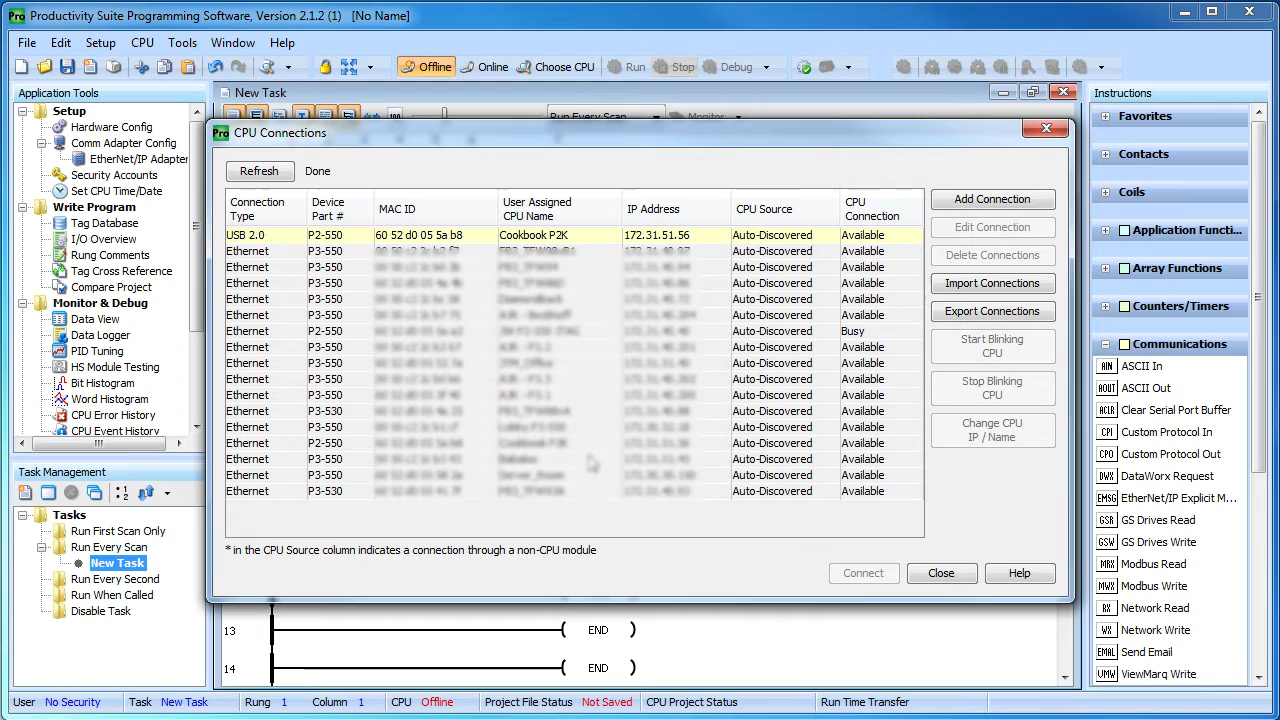 Productivity Suite Programming Software, Version 2.1.2 (1) [No Name]
File Edit Setup CPU Tools Window Help
Offline Online Choose CPU Run Stop Debug
Application Tools
Setup
Hardware Config
Comm Adapter Config
EtherNet/IP Adapter
Security Accounts
Set CPU Time/Date
Write Program
Tag Database
I/O Overview
Rung Comments
Tag Cross Reference
Compare Project
Monitor & Debug
Data View
Data Logger
PID Tuning
HS Module Testing
Bit Histogram
Word Histogram
CPU Error History
CPU Event History
Task Management
Tasks
Run First Scan Only
Run Every Scan
New Task
Run Every Second
Run When Called
Disable Task
New Task
Run Every Scan Monitor
Pro CPU Connections
Refresh Done
Connection Type Device Part # MAC ID User Assigned CPU Name IP Address CPU Source CPU Connection
USB 2.0 P2-550 60 52 d0 05 5a b8 Cookbook P2K 172.31.51.56 Auto-Discovered Available
Ethernet P3-550 Auto-Discovered Available
Ethernet P3-550 Auto-Discovered Available
Ethernet P3-550 Auto-Discovered Available
Ethernet P3-550 Auto-Discovered Available
Ethernet P3-550 Auto-Discovered Available
Ethernet P2-550 Auto-Discovered Busy
Ethernet P3-550 Auto-Discovered Available
Ethernet P3-550 Auto-Discovered Available
Ethernet P3-550 Auto-Discovered Available
Ethernet P3-550 Auto-Discovered Available
Ethernet P3-530 Auto-Discovered Available
Ethernet P3-550 Auto-Discovered Available
Ethernet P2-550 Auto-Discovered Available
Ethernet P3-550 Auto-Discovered Available
Ethernet P3-550 Auto-Discovered Available
Ethernet P3-530 Auto-Discovered Available
* in the CPU Source column indicates a connection through a non-CPU module
Add Connection
Edit Connection
Delete Connections
Import Connections
Export Connections
Start Blinking
CPU
Stop Blinking
CPU
Change CPU
IP / Name
Connect Close Help
13 END
14 END
Instructions
Favorites
Contacts
Coils
Application Functi...
Array Functions
Counters/Timers
Communications
AIN ASCII In
AOUT ASCII Out
ACLR Clear Serial Port Buffer
CPI Custom Protocol In
CPO Custom Protocol Out
DWX DataWorx Request
EMSG EtherNet/IP Explicit M...
GSR GS Drives Read
GSW GS Drives Write
MRX Modbus Read
MWX Modbus Write
RX Network Read
WX Network Write
EMAIL Send Email
VMW ViewMarq Write
User No Security Task New Task Rung 1 Column 1 CPU Offline Project File Status Not Saved CPU Project Status Run Time Transfer